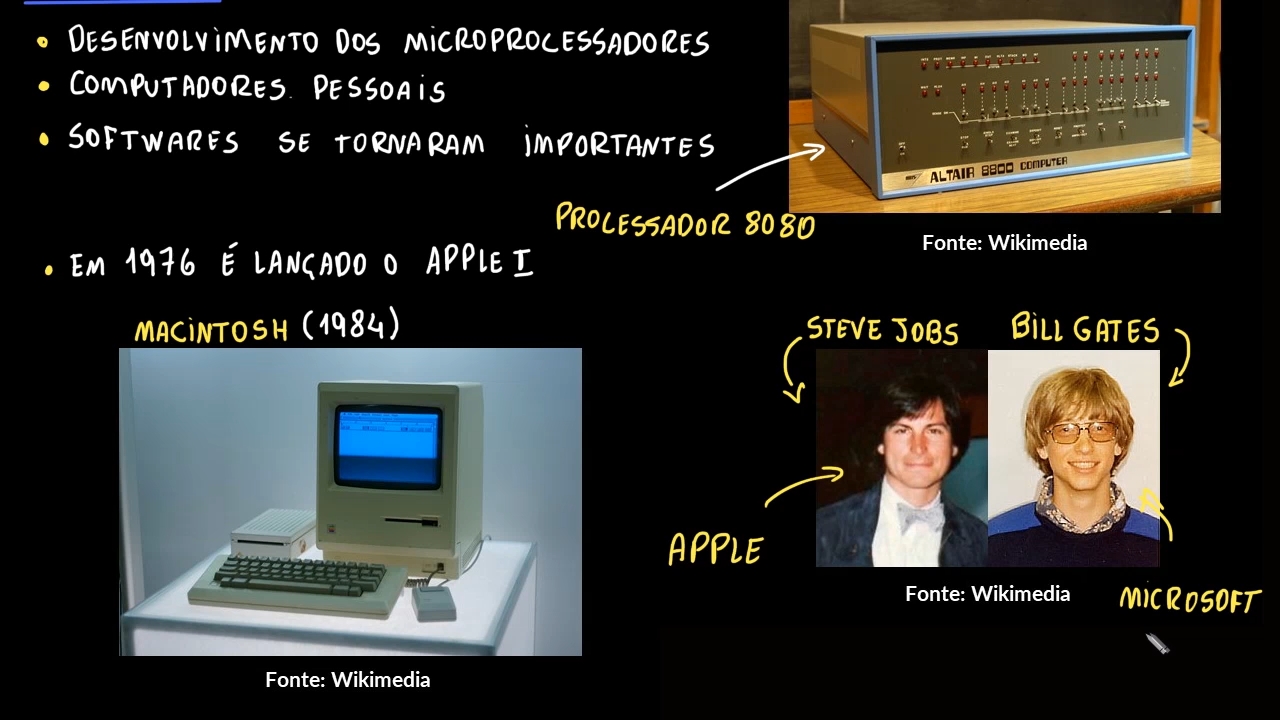 • DESENVOLVIMENTO DOS MICROPROCESSADORES
• COMPUTADORES PESSOAIS
• SOFTWARES SE TORNARAM IMPORTANTES
ALTAIR 8800 COMPUTER
PROCESSADOR 8080
Fonte: Wikimedia
• EM 1976 É LANÇADO O APPLE I
MACINTOSH (1984)
STEVE JOBS BILL GATES
APPLE
Fonte: Wikimedia
MICROSOFT
Fonte: Wikimedia